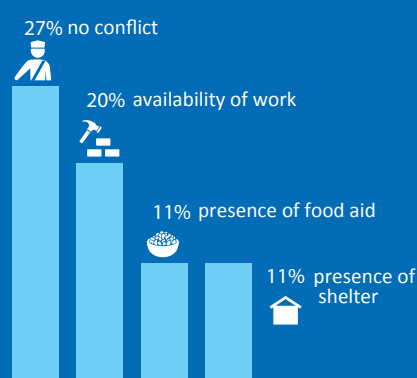 27% no conflict
20% availability of work
11% presence of food aid
11% presence of
shelter